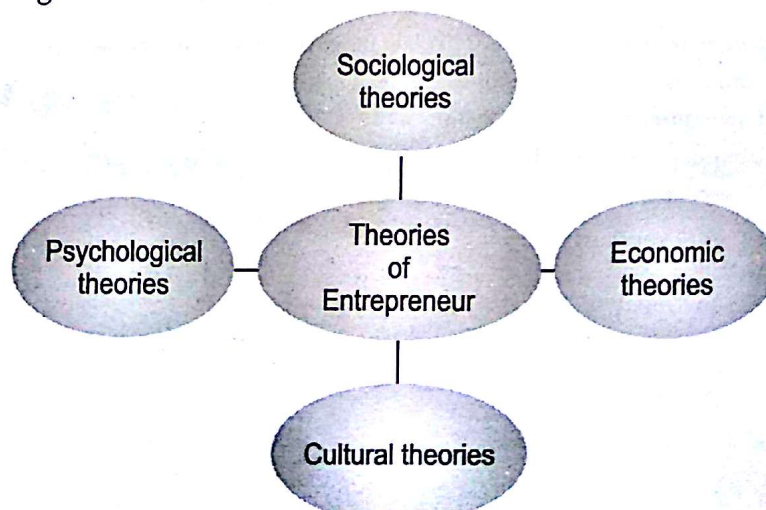 Sociological
theories
Psychological
theories
Theories
of
Entrepreneur
Economic
theories
Cultural theories